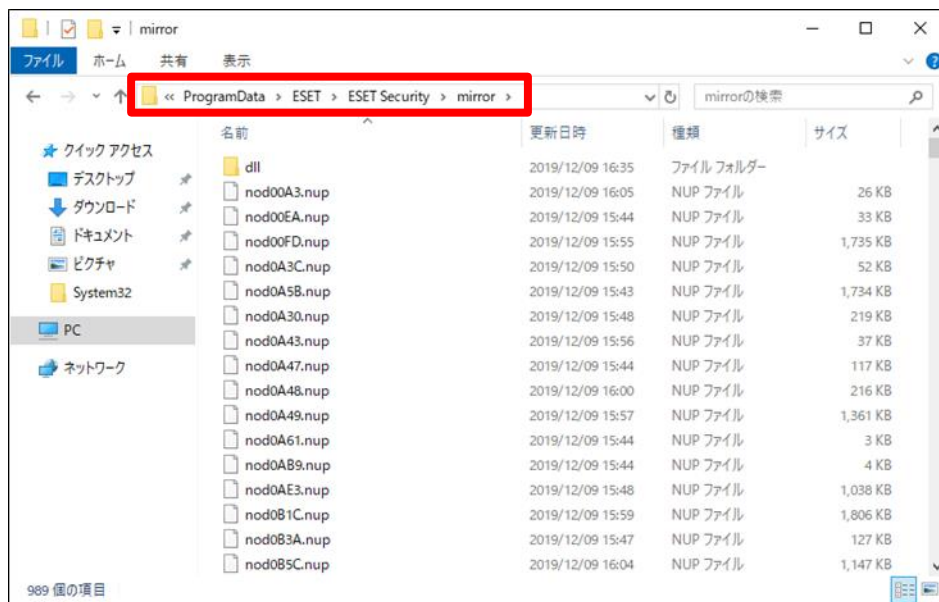 mirror
ファイル ホーム 共有 表示
« ProgramData > ESET > ESET Security > mirror > mirrorの検索
名前 更新日時 種類 サイズ
クイック アクセス
デスクトップ
ダウンロード
ドキュメント
ピクチャ
System32
PC
ネットワーク
dll 2019/12/09 16:35 ファイル フォルダー
nod00A3.nup 2019/12/09 16:05 NUP ファイル 26 KB
nod00EA.nup 2019/12/09 15:44 NUP ファイル 33 KB
nod00FD.nup 2019/12/09 15:55 NUP ファイル 1,735 KB
nod0A3C.nup 2019/12/09 15:50 NUP ファイル 52 KB
nod0A5B.nup 2019/12/09 15:43 NUP ファイル 1,734 KB
nod0A30.nup 2019/12/09 15:48 NUP ファイル 219 KB
nod0A43.nup 2019/12/09 15:56 NUP ファイル 37 KB
nod0A47.nup 2019/12/09 15:44 NUP ファイル 117 KB
nod0A48.nup 2019/12/09 16:00 NUP ファイル 216 KB
nod0A49.nup 2019/12/09 15:57 NUP ファイル 1,361 KB
nod0A61.nup 2019/12/09 15:44 NUP ファイル 3 KB
nod0AB9.nup 2019/12/09 15:44 NUP ファイル 4 KB
nod0AE3.nup 2019/12/09 15:48 NUP ファイル 1,038 KB
nod0B1C.nup 2019/12/09 15:59 NUP ファイル 1,806 KB
nod0B3A.nup 2019/12/09 15:47 NUP ファイル 127 KB
nod0B5C.nup 2019/12/09 16:04 NUP ファイル 1,147 KB
989 個の項目